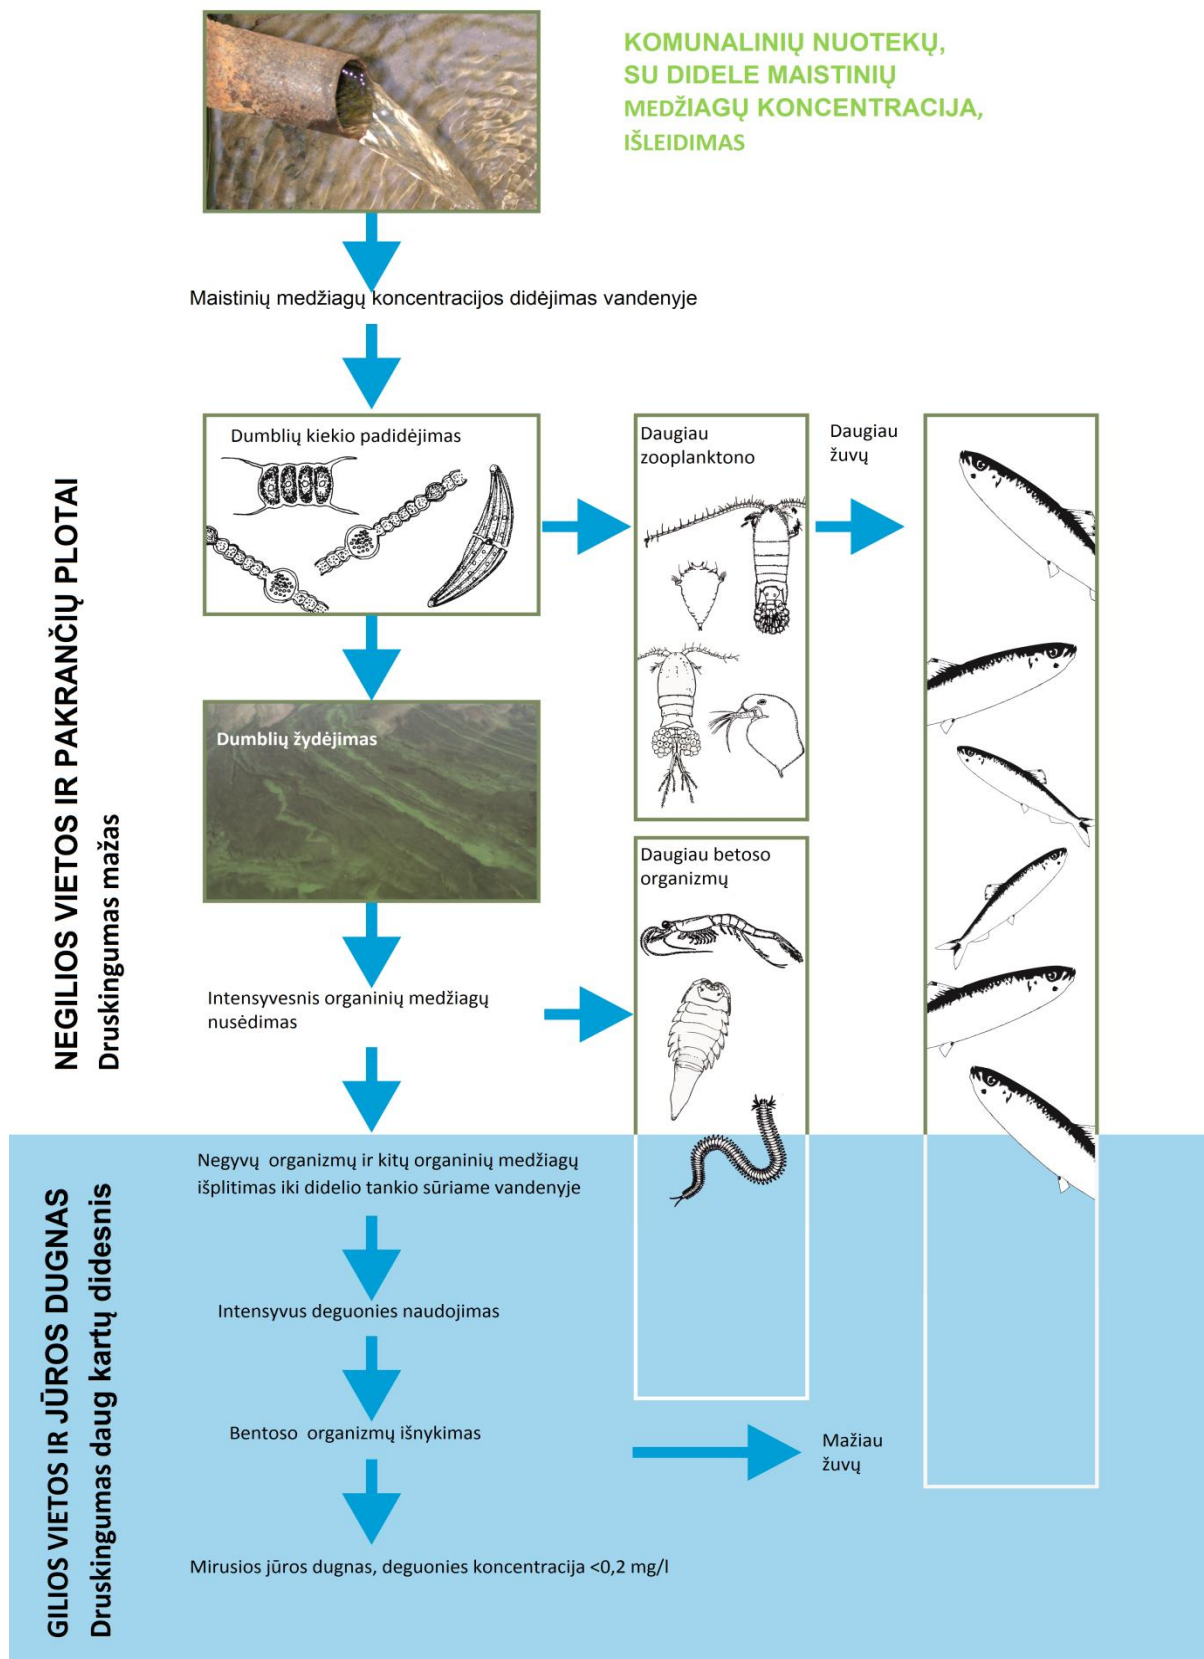 KOMUNALINIŲ NUOTEKŲ,
SU DIDELE MAISTINIŲ
MEDŽIAGŲ KONCENTRACIJA,
IŠLEIDIMAS
Maistinių medžiagų koncentracijos didėjimas vandenyje
NEGILIOS VIETOS IR PAKRANČIŲ PLOTAI
Druskingumas mažas
Dumblių kiekio padidėjimas
Daugiau
zooplanktono
Daugiau
žuvų
Dumblių žydėjimas
Daugiau betoso
organizmų
Intensyvesnis organinių medžiagų
nusėdimas
GILIOS VIETOS IR JŪROS DUGNAS
Druskingumas daug kartų didesnis
Negyvų organizmų ir kitų organinių medžiagų
išplitimas iki didelio tankio sūriame vandenyje
Intensyvus deguonies naudojimas
Bentoso organizmų išnykimas
Mažiau
žuvų
Mirusios jūros dugnas, deguonies koncentracija <0,2 mg/l